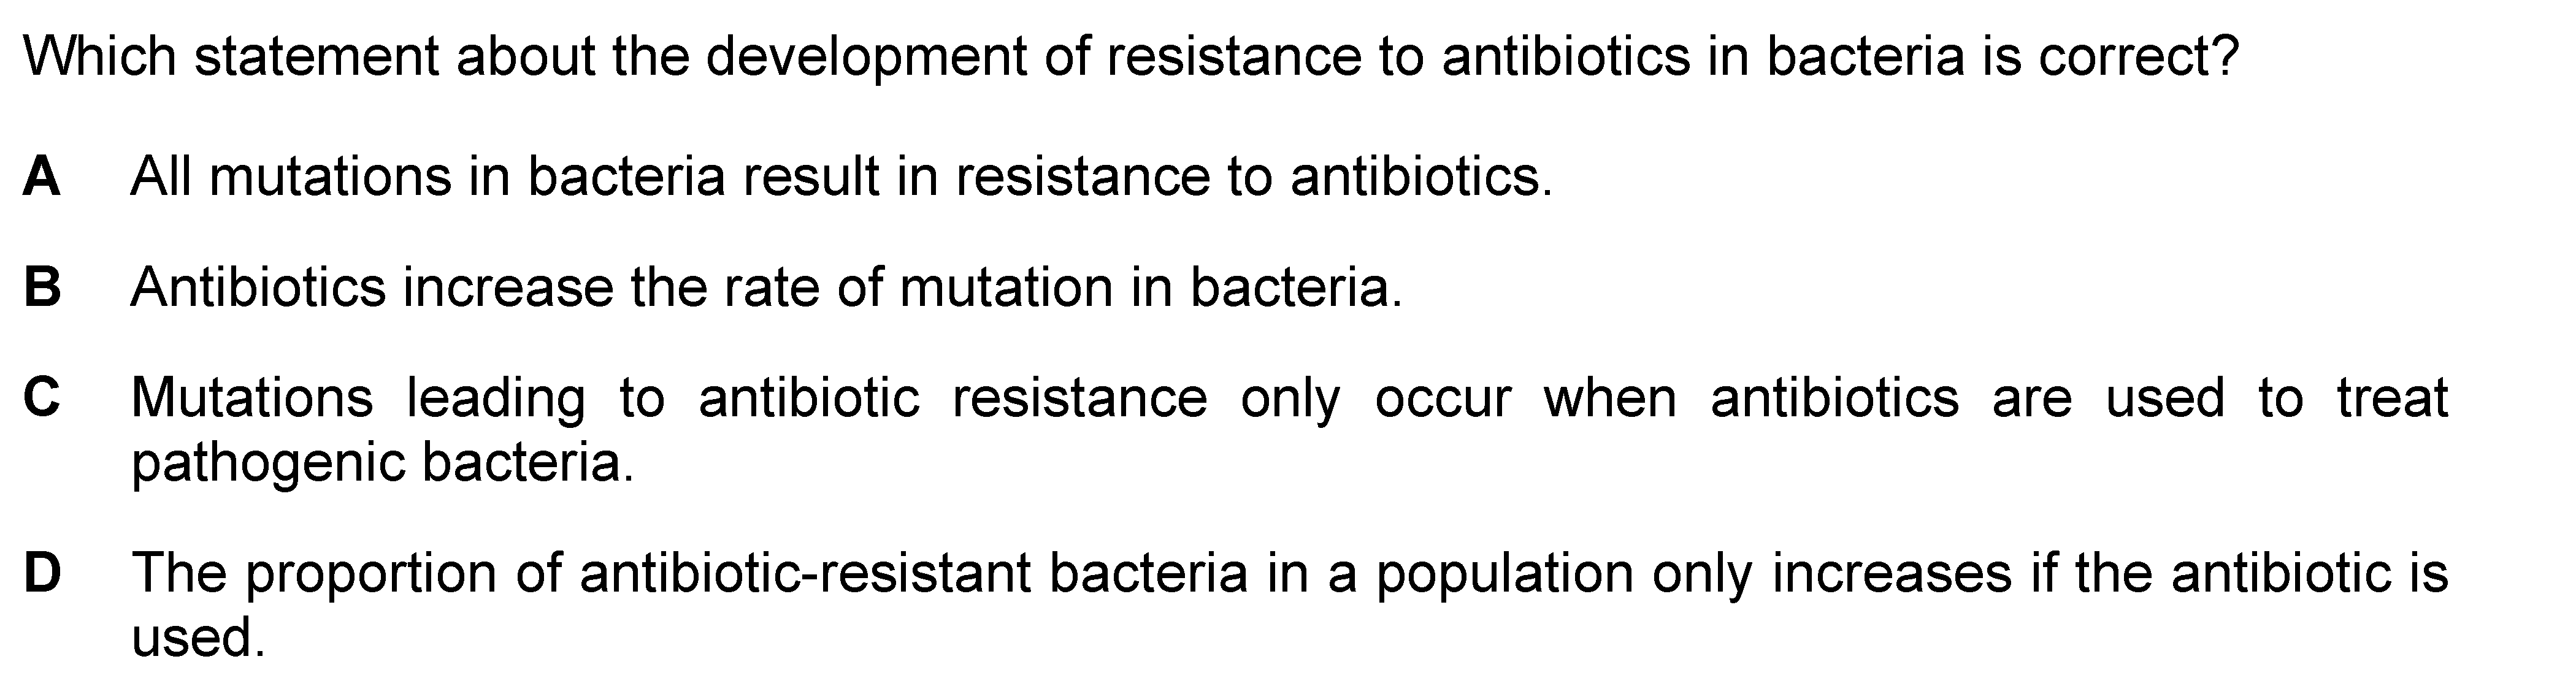 Which statement about the development of resistance to antibiotics in bacteria is correct?
A All mutations in bacteria result in resistance to antibiotics.
B Antibiotics increase the rate of mutation in bacteria.
C Mutations leading to antibiotic resistance only occur when antibiotics are used to treat
pathogenic bacteria.
D The proportion of antibiotic-resistant bacteria in a population only increases if the antibiotic is
used.